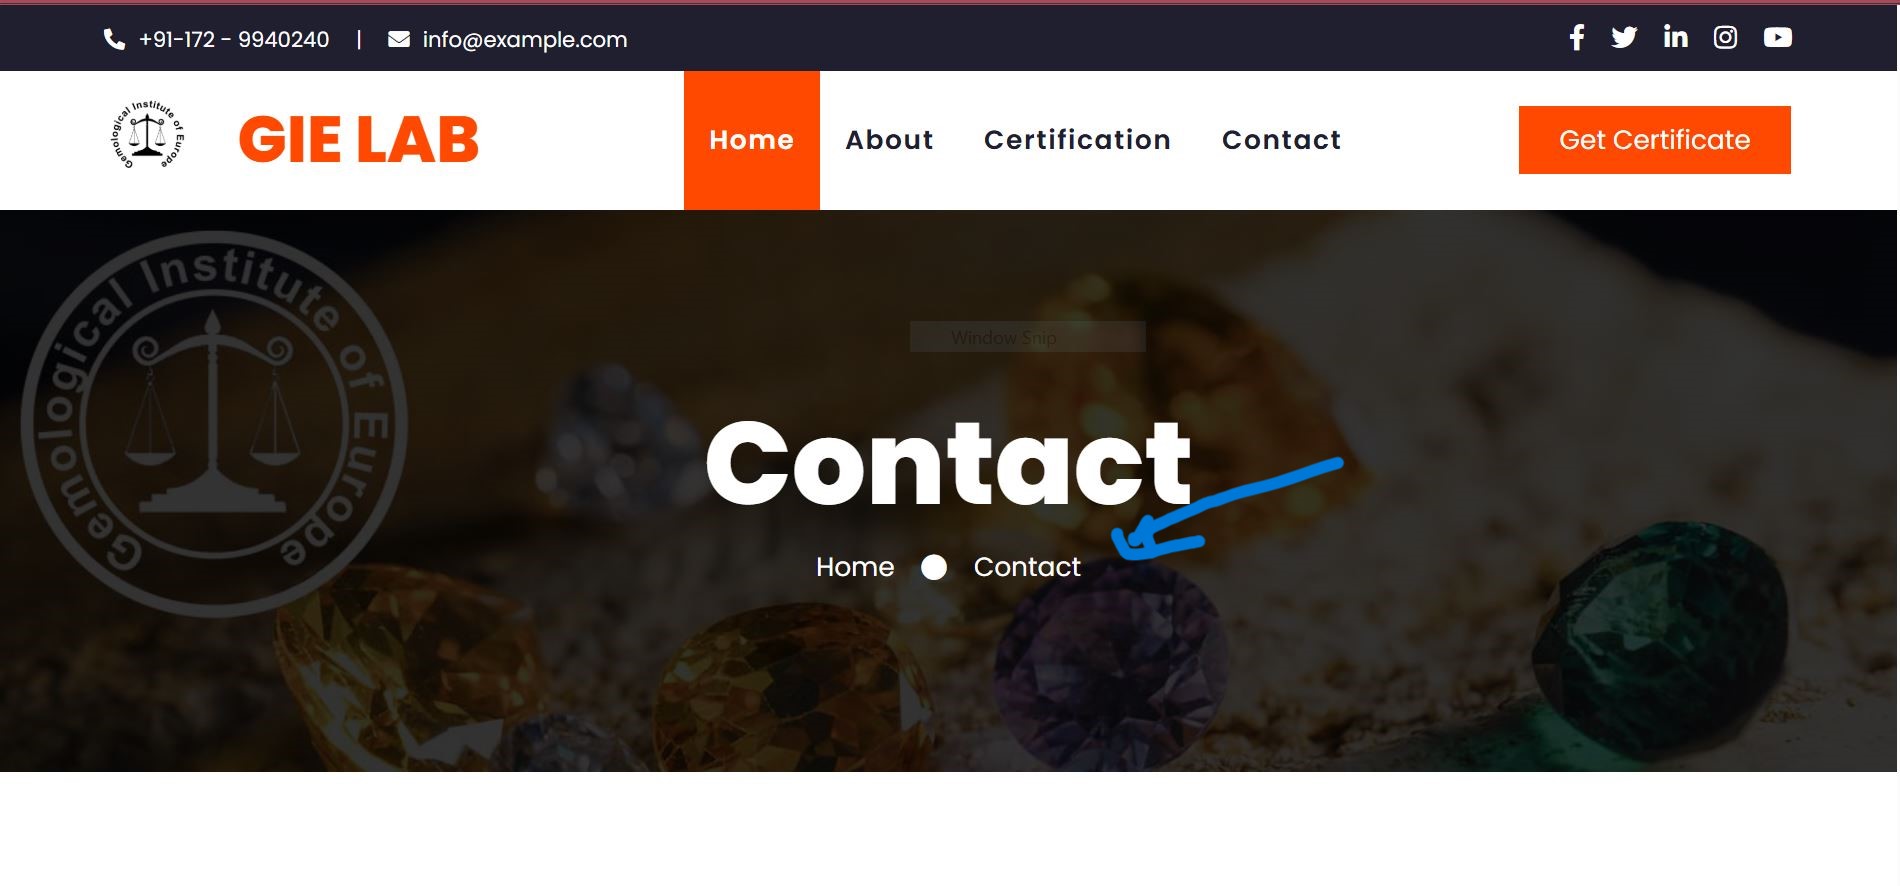 +91-172 - 9940240 | info@example.com
Gemological Institute of Europe
GIE LAB
Home About Certification Contact
Get Certificate
Gemological Institute of Europe
Window Snip
Contact
Home Contact